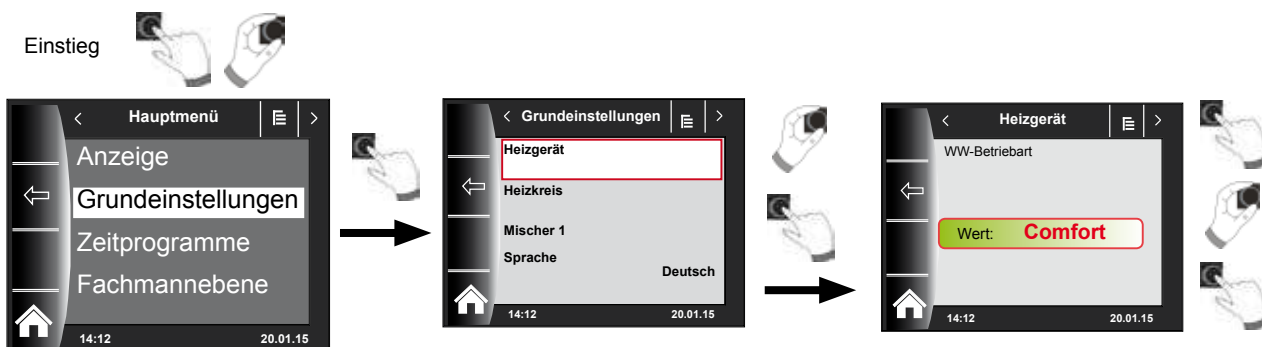 Einstieg
Hauptmenü
Anzeige
Grundeinstellungen
Zeitprogramme
Fachmannebene
14:12 20.01.15
Grundeinstellungen
Heizgerät
Heizkreis
Mischer 1
Sprache
Deutsch
14:12 20.01.15
Heizgerät
WW-Betriebart
Wert: Comfort
14:12 20.01.15